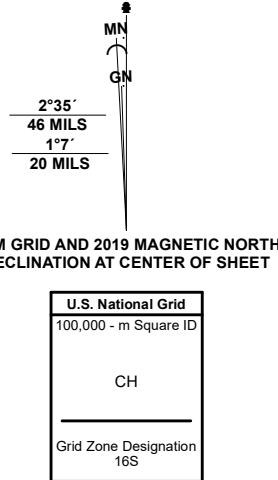 MN
GN
2°35´
46 MILS
1°7´
20 MILS
M GRID AND 2019 MAGNETIC NORTH
ECLINATION AT CENTER OF SHEET
U.S. National Grid
100,000 - m Square ID
CH
Grid Zone Designation
16S